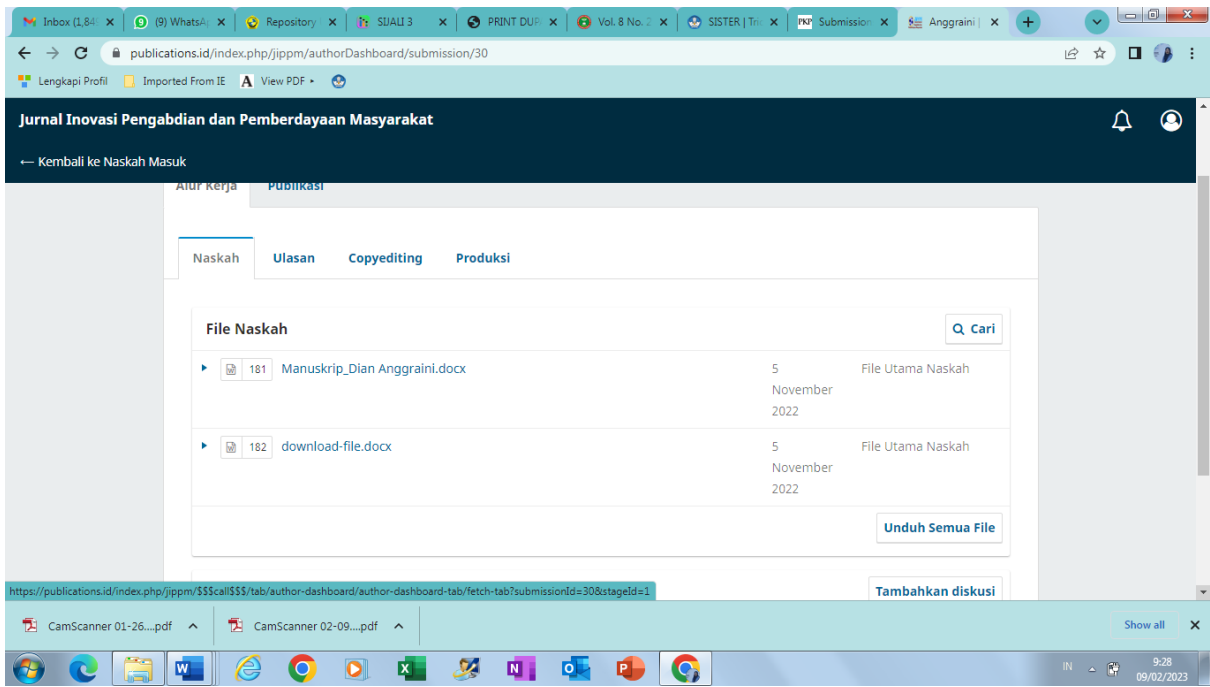 Inbox (1,84
(9) WhatsA
Repository
SIJALI 3
PRINT DUP
Vol. 8 No. 2
SISTER | Tri
PKP Submission
Anggraini |
publications.id/index.php/jippm/authorDashboard/submission/30
Lengkapi Profil
Imported From IE
View PDF
Jurnal Inovasi Pengabdian dan Pemberdayaan Masyarakat
← Kembali ke Naskah Masuk
Alur Kerja Publikasi
Naskah Ulasan Copyediting Produksi
File Naskah
Cari
181 Manuskrip_Dian Anggraini.docx
5 November 2022
File Utama Naskah
182 download-file.docx
5 November 2022
File Utama Naskah
Unduh Semua File
https://publications.id/index.php/jippm/$$$call$$$/tab/author-dashboard/author-dashboard-tab/fetch-tab?submissionId=30&stageId=1
Tambahkan diskusi
CamScanner 01-26....pdf
CamScanner 02-09....pdf
Show all
IN
9:28
09/02/2023